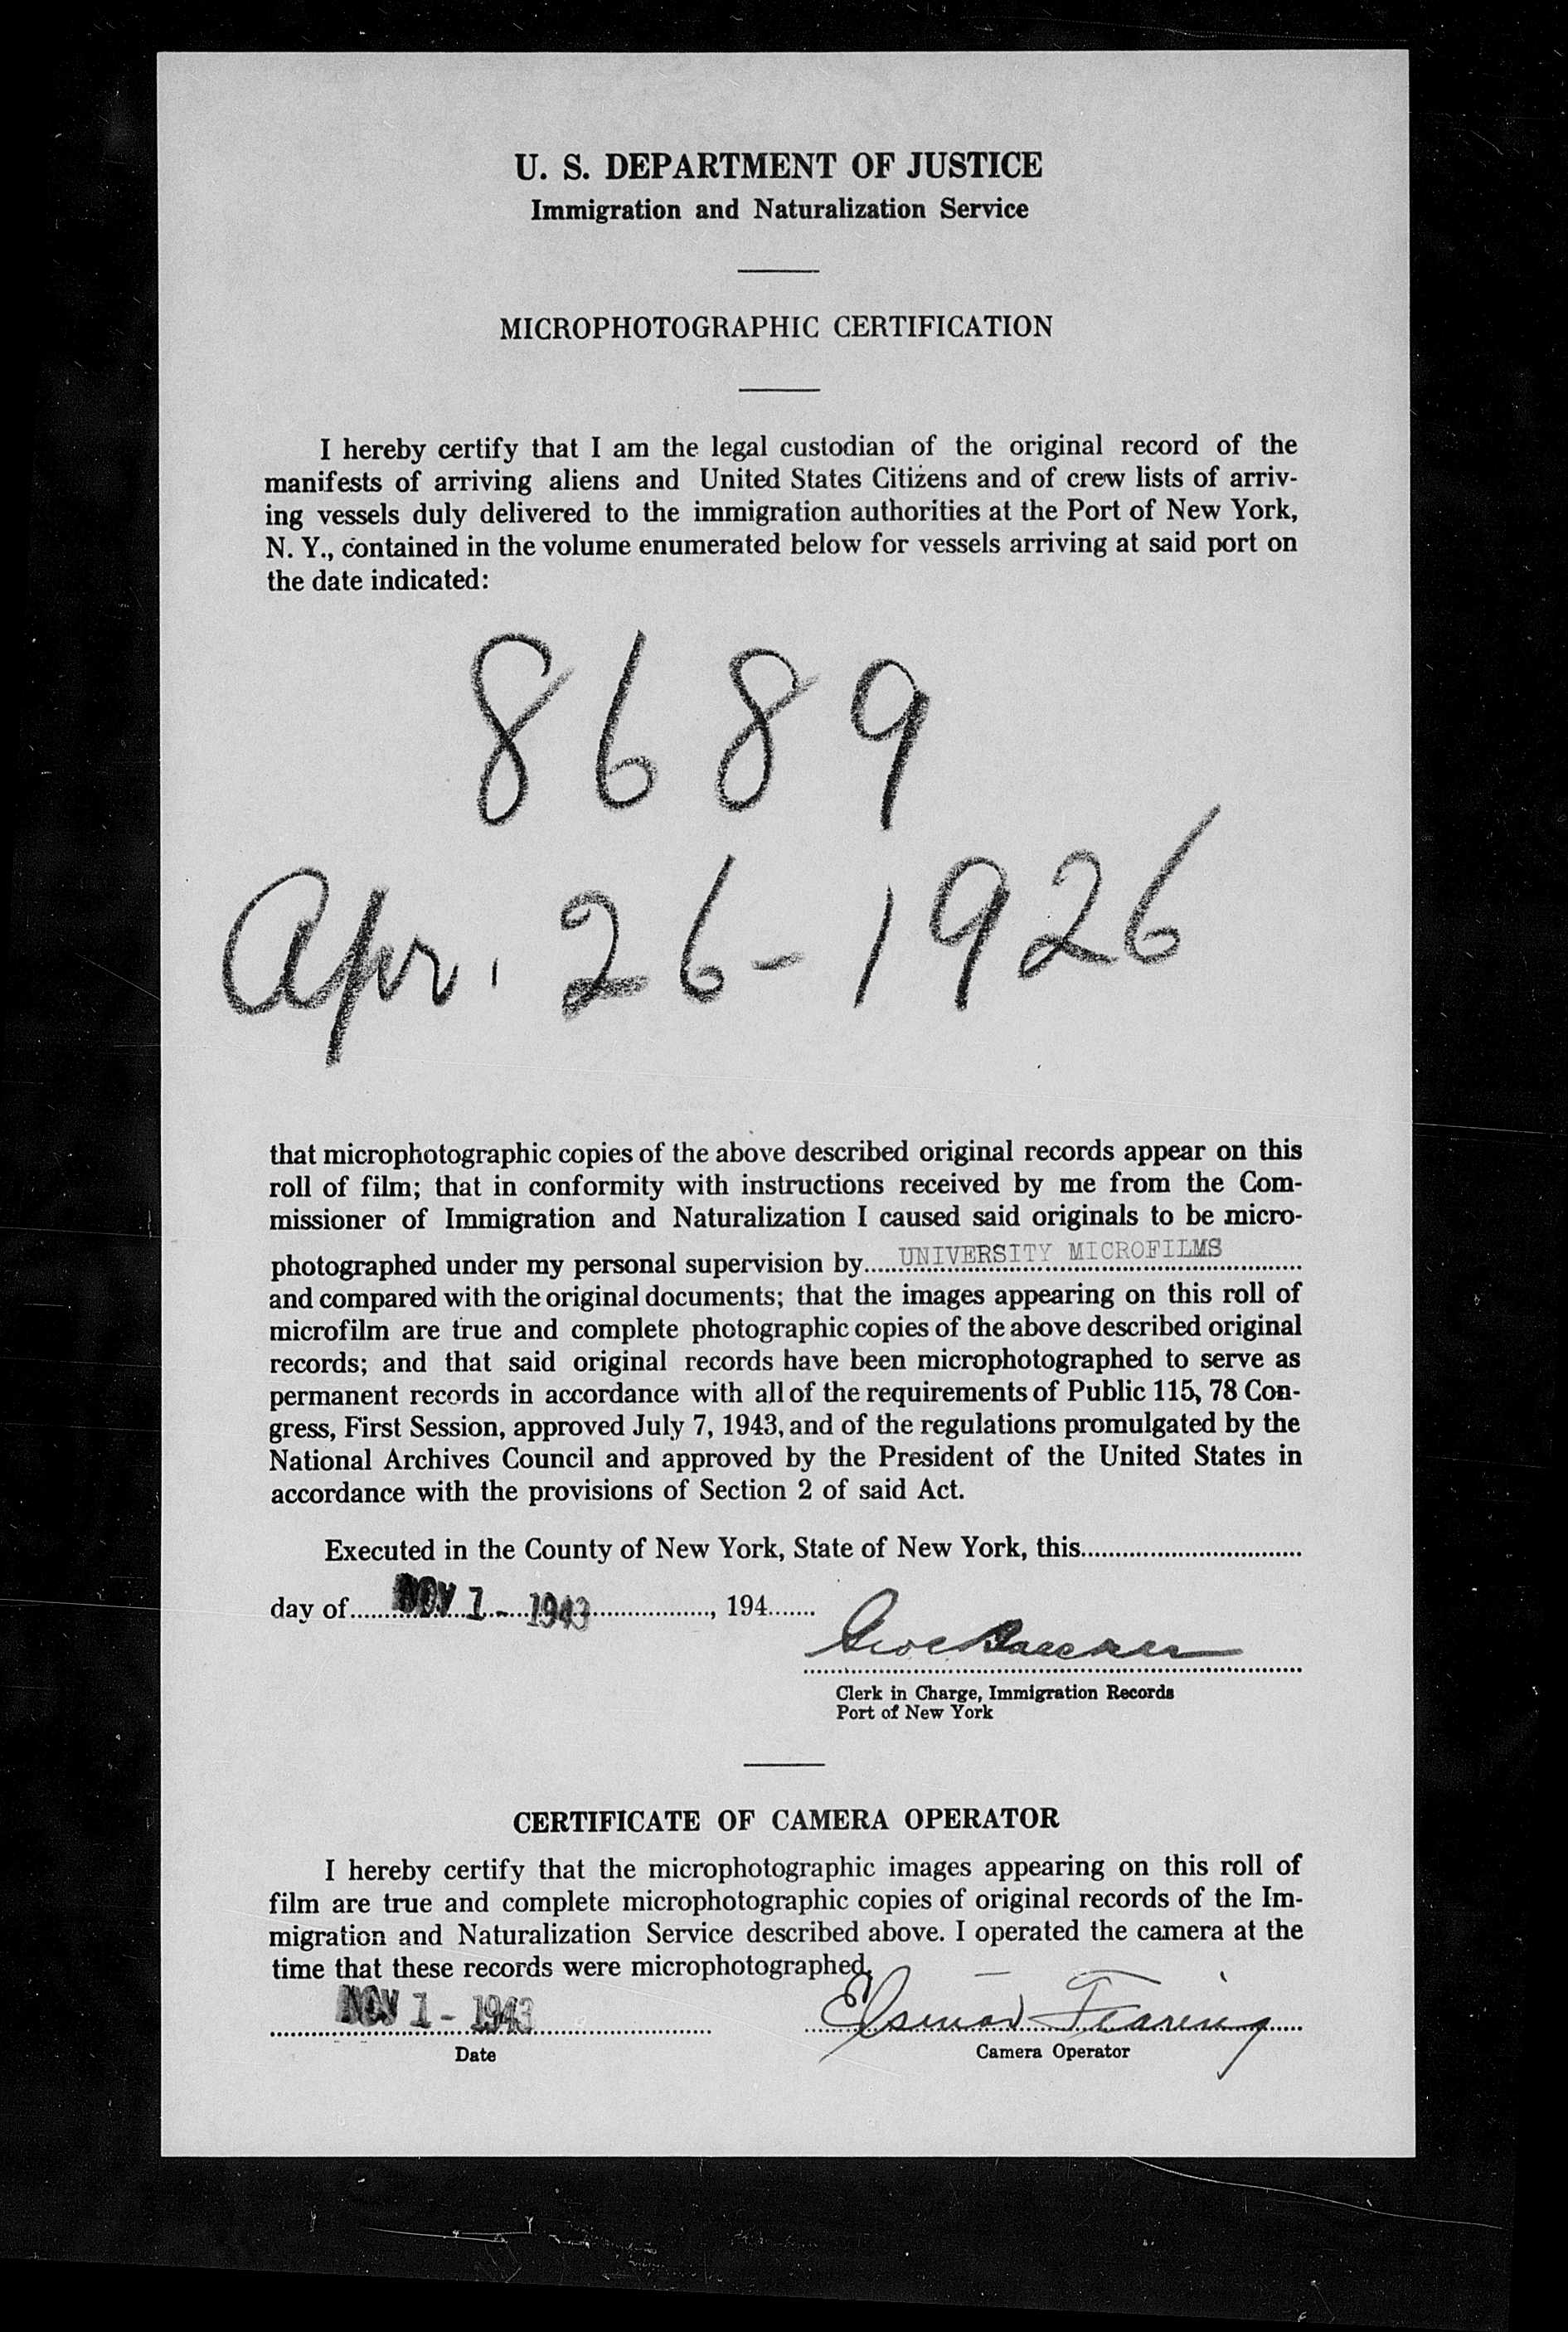 U. S. DEPARTMENT OF JUSTICE
Immigration and Naturalization Service
MICROPHOTOGRAPHIC CERTIFICATION
I hereby certify that I am the legal custodian of the original record of the
manifests of arriving aliens and United States Citizens and of crew lists of arriv-
ing vessels duly delivered to the immigration authorities at the Port of New York,
N. Y., contained in the volume enumerated below for vessels arriving at said port on
the date indicated:
8689
Apr. 26-1926
that microphotographic copies of the above described original records appear on this
roll of film; that in conformity with instructions received by me from the Com-
missioner of Immigration and Naturalization I caused said originals to be micro-
photographed under my personal supervision by UNIVERSITY MICROFILMS
and compared with the original documents; that the images appearing on this roll of
microfilm are true and complete photographic copies of the above described original
records; and that said original records have been microphotographed to serve as
permanent records in accordance with all of the requirements of Public 115, 78 Con-
gress, First Session, approved July 7, 1943, and of the regulations promulgated by the
National Archives Council and approved by the President of the United States in
accordance with the provisions of Section 2 of said Act.
Executed in the County of New York, State of New York, this
day of NOV 1 - 1943, 194
Clerk in Charge, Immigration Records
Port of New York
CERTIFICATE OF CAMERA OPERATOR
I hereby certify that the microphotographic images appearing on this roll of
film are true and complete microphotographic copies of original records of the Im-
migration and Naturalization Service described above. I operated the camera at the
time that these records were microphotographed.
NOV 1 - 1943 Fearing
Date Camera Operator